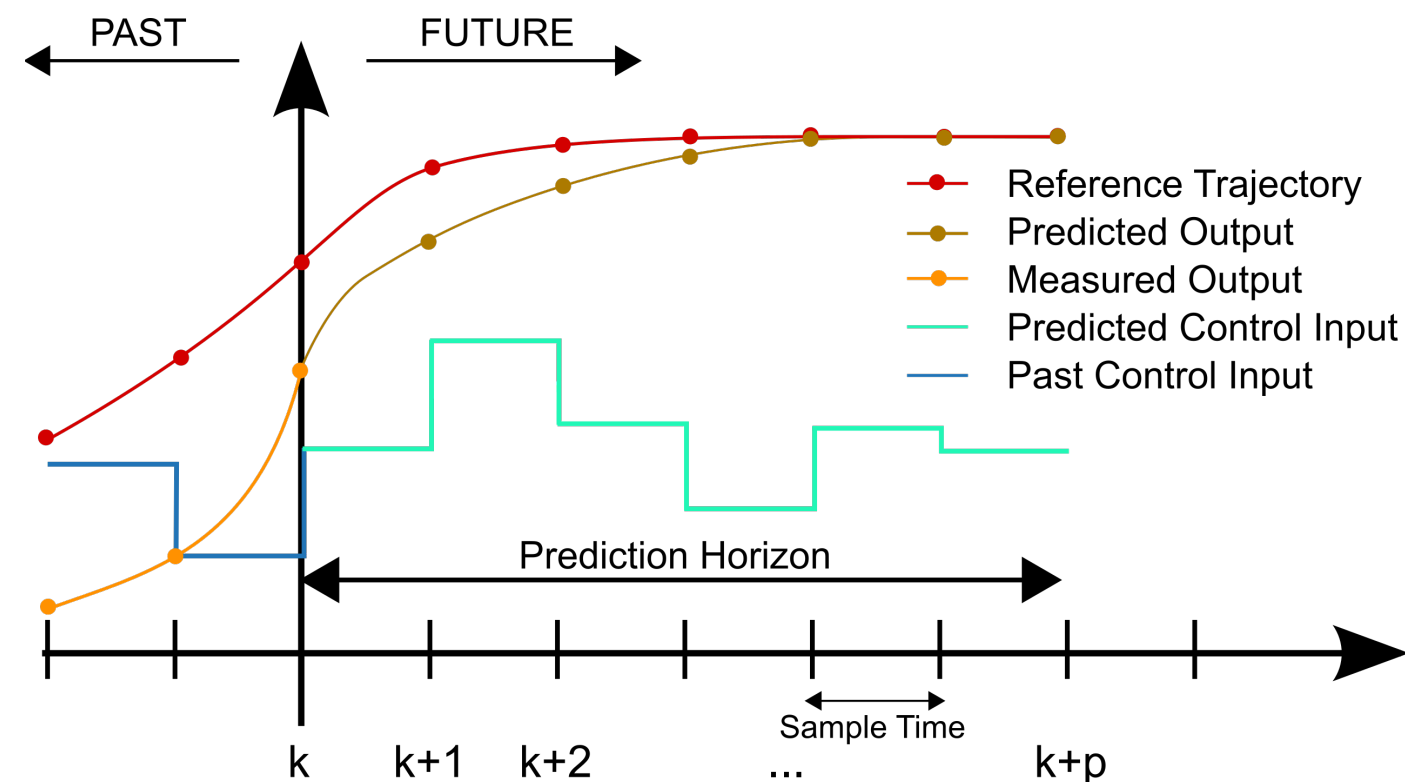 PAST
FUTURE
Reference Trajectory
Predicted Output
Measured Output
Predicted Control Input
Past Control Input
Prediction Horizon
Sample Time
k
k+1
k+2
...
k+p